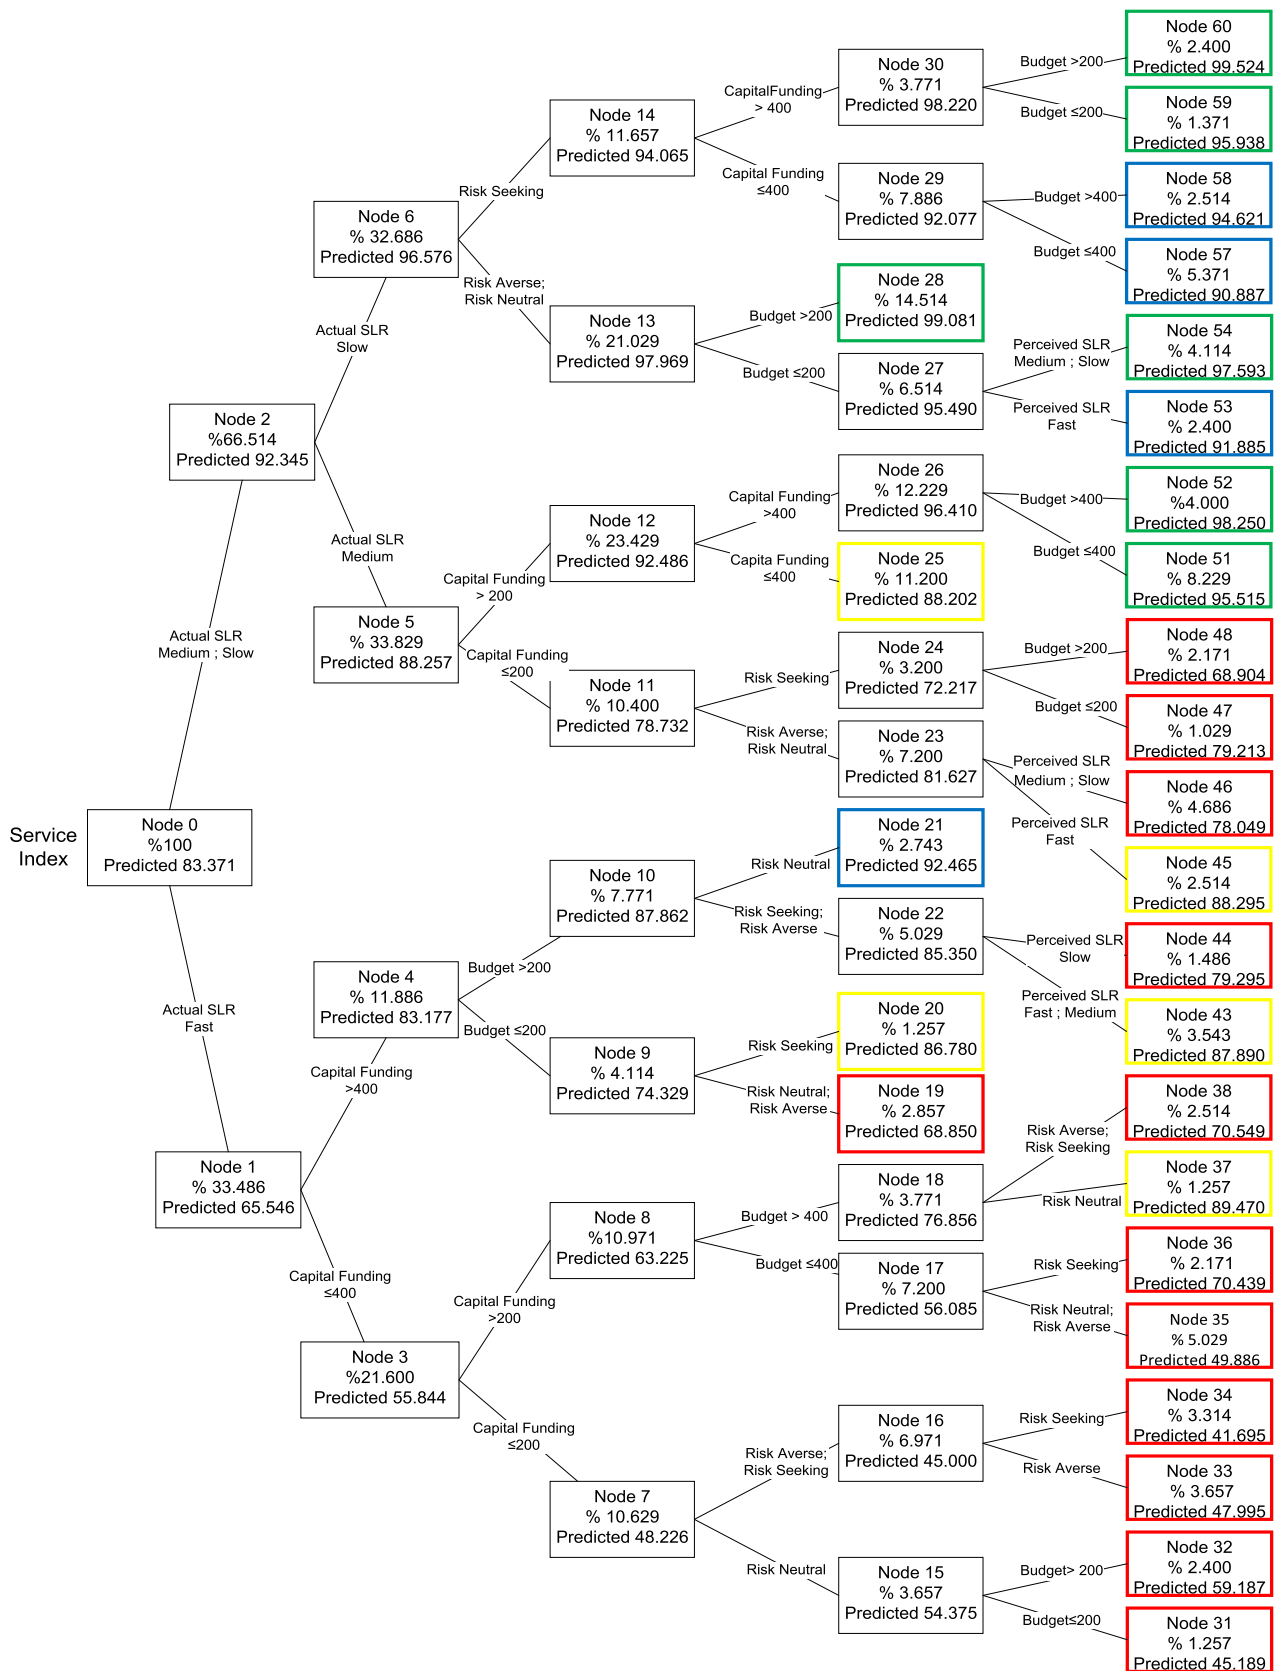 Service
Index
Node 0
%100
Predicted 83.371
Actual SLR
Medium ; Slow
Actual SLR
Fast
Node 2
%66.514
Predicted 92.345
Node 1
% 33.486
Predicted 65.546
Actual SLR
Slow
Actual SLR
Medium
Capital Funding
>400
Capital Funding
≤400
Node 6
% 32.686
Predicted 96.576
Node 5
% 33.829
Predicted 88.257
Node 4
% 11.886
Predicted 83.177
Node 3
%21.600
Predicted 55.844
Risk Seeking
Risk Averse;
Risk Neutral
Capital Funding
> 200
Capital Funding
≤200
Budget >200
Budget ≤200
Capital Funding
>200
Capital Funding
≤200
Node 14
% 11.657
Predicted 94.065
Node 13
% 21.029
Predicted 97.969
Node 12
% 23.429
Predicted 92.486
Node 11
% 10.400
Predicted 78.732
Node 10
% 7.771
Predicted 87.862
Node 9
% 4.114
Predicted 74.329
Node 8
%10.971
Predicted 63.225
Node 7
% 10.629
Predicted 48.226
CapitalFunding
> 400
Capital Funding
≤400
Budget >200
Budget ≤200
Capital Funding
>400
Capita Funding
≤400
Risk Seeking
Risk Averse;
Risk Neutral
Risk Neutral
Risk Seeking;
Risk Averse
Risk Seeking
Risk Neutral;
Risk Averse
Budget > 400
Budget ≤400
Risk Averse;
Risk Seeking
Risk Neutral
Node 30
% 3.771
Predicted 98.220
Node 29
% 7.886
Predicted 92.077
Node 28
% 14.514
Predicted 99.081
Node 27
% 6.514
Predicted 95.490
Node 26
% 12.229
Predicted 96.410
Node 25
% 11.200
Predicted 88.202
Node 24
% 3.200
Predicted 72.217
Node 23
% 7.200
Predicted 81.627
Node 21
% 2.743
Predicted 92.465
Node 22
% 5.029
Predicted 85.350
Node 20
% 1.257
Predicted 86.780
Node 19
% 2.857
Predicted 68.850
Node 18
% 3.771
Predicted 76.856
Node 17
% 7.200
Predicted 56.085
Node 16
% 6.971
Predicted 45.000
Node 15
% 3.657
Predicted 54.375
Budget >200
Budget ≤200
Budget >400
Budget ≤400
Perceived SLR
Medium ; Slow
Perceived SLR
Fast
Budget >400
Budget ≤400
Budget >200
Budget ≤200
Perceived SLR
Medium ; Slow
Perceived SLR
Fast
Perceived SLR
Slow
Perceived SLR
Fast ; Medium
Risk Averse;
Risk Seeking
Risk Neutral
Risk Seeking
Risk Neutral;
Risk Averse
Risk Seeking
Risk Averse
Budget> 200
Budget≤200
Node 60
% 2.400
Predicted 99.524
Node 59
% 1.371
Predicted 95.938
Node 58
% 2.514
Predicted 94.621
Node 57
% 5.371
Predicted 90.887
Node 54
% 4.114
Predicted 97.593
Node 53
% 2.400
Predicted 91.885
Node 52
%4.000
Predicted 98.250
Node 51
% 8.229
Predicted 95.515
Node 48
% 2.171
Predicted 68.904
Node 47
% 1.029
Predicted 79.213
Node 46
% 4.686
Predicted 78.049
Node 45
% 2.514
Predicted 88.295
Node 44
% 1.486
Predicted 79.295
Node 43
% 3.543
Predicted 87.890
Node 38
% 2.514
Predicted 70.549
Node 37
% 1.257
Predicted 89.470
Node 36
% 2.171
Predicted 70.439
Node 35
% 5.029
Predicted 49.886
Node 34
% 3.314
Predicted 41.695
Node 33
% 3.657
Predicted 47.995
Node 32
% 2.400
Predicted 59.187
Node 31
% 1.257
Predicted 45.189